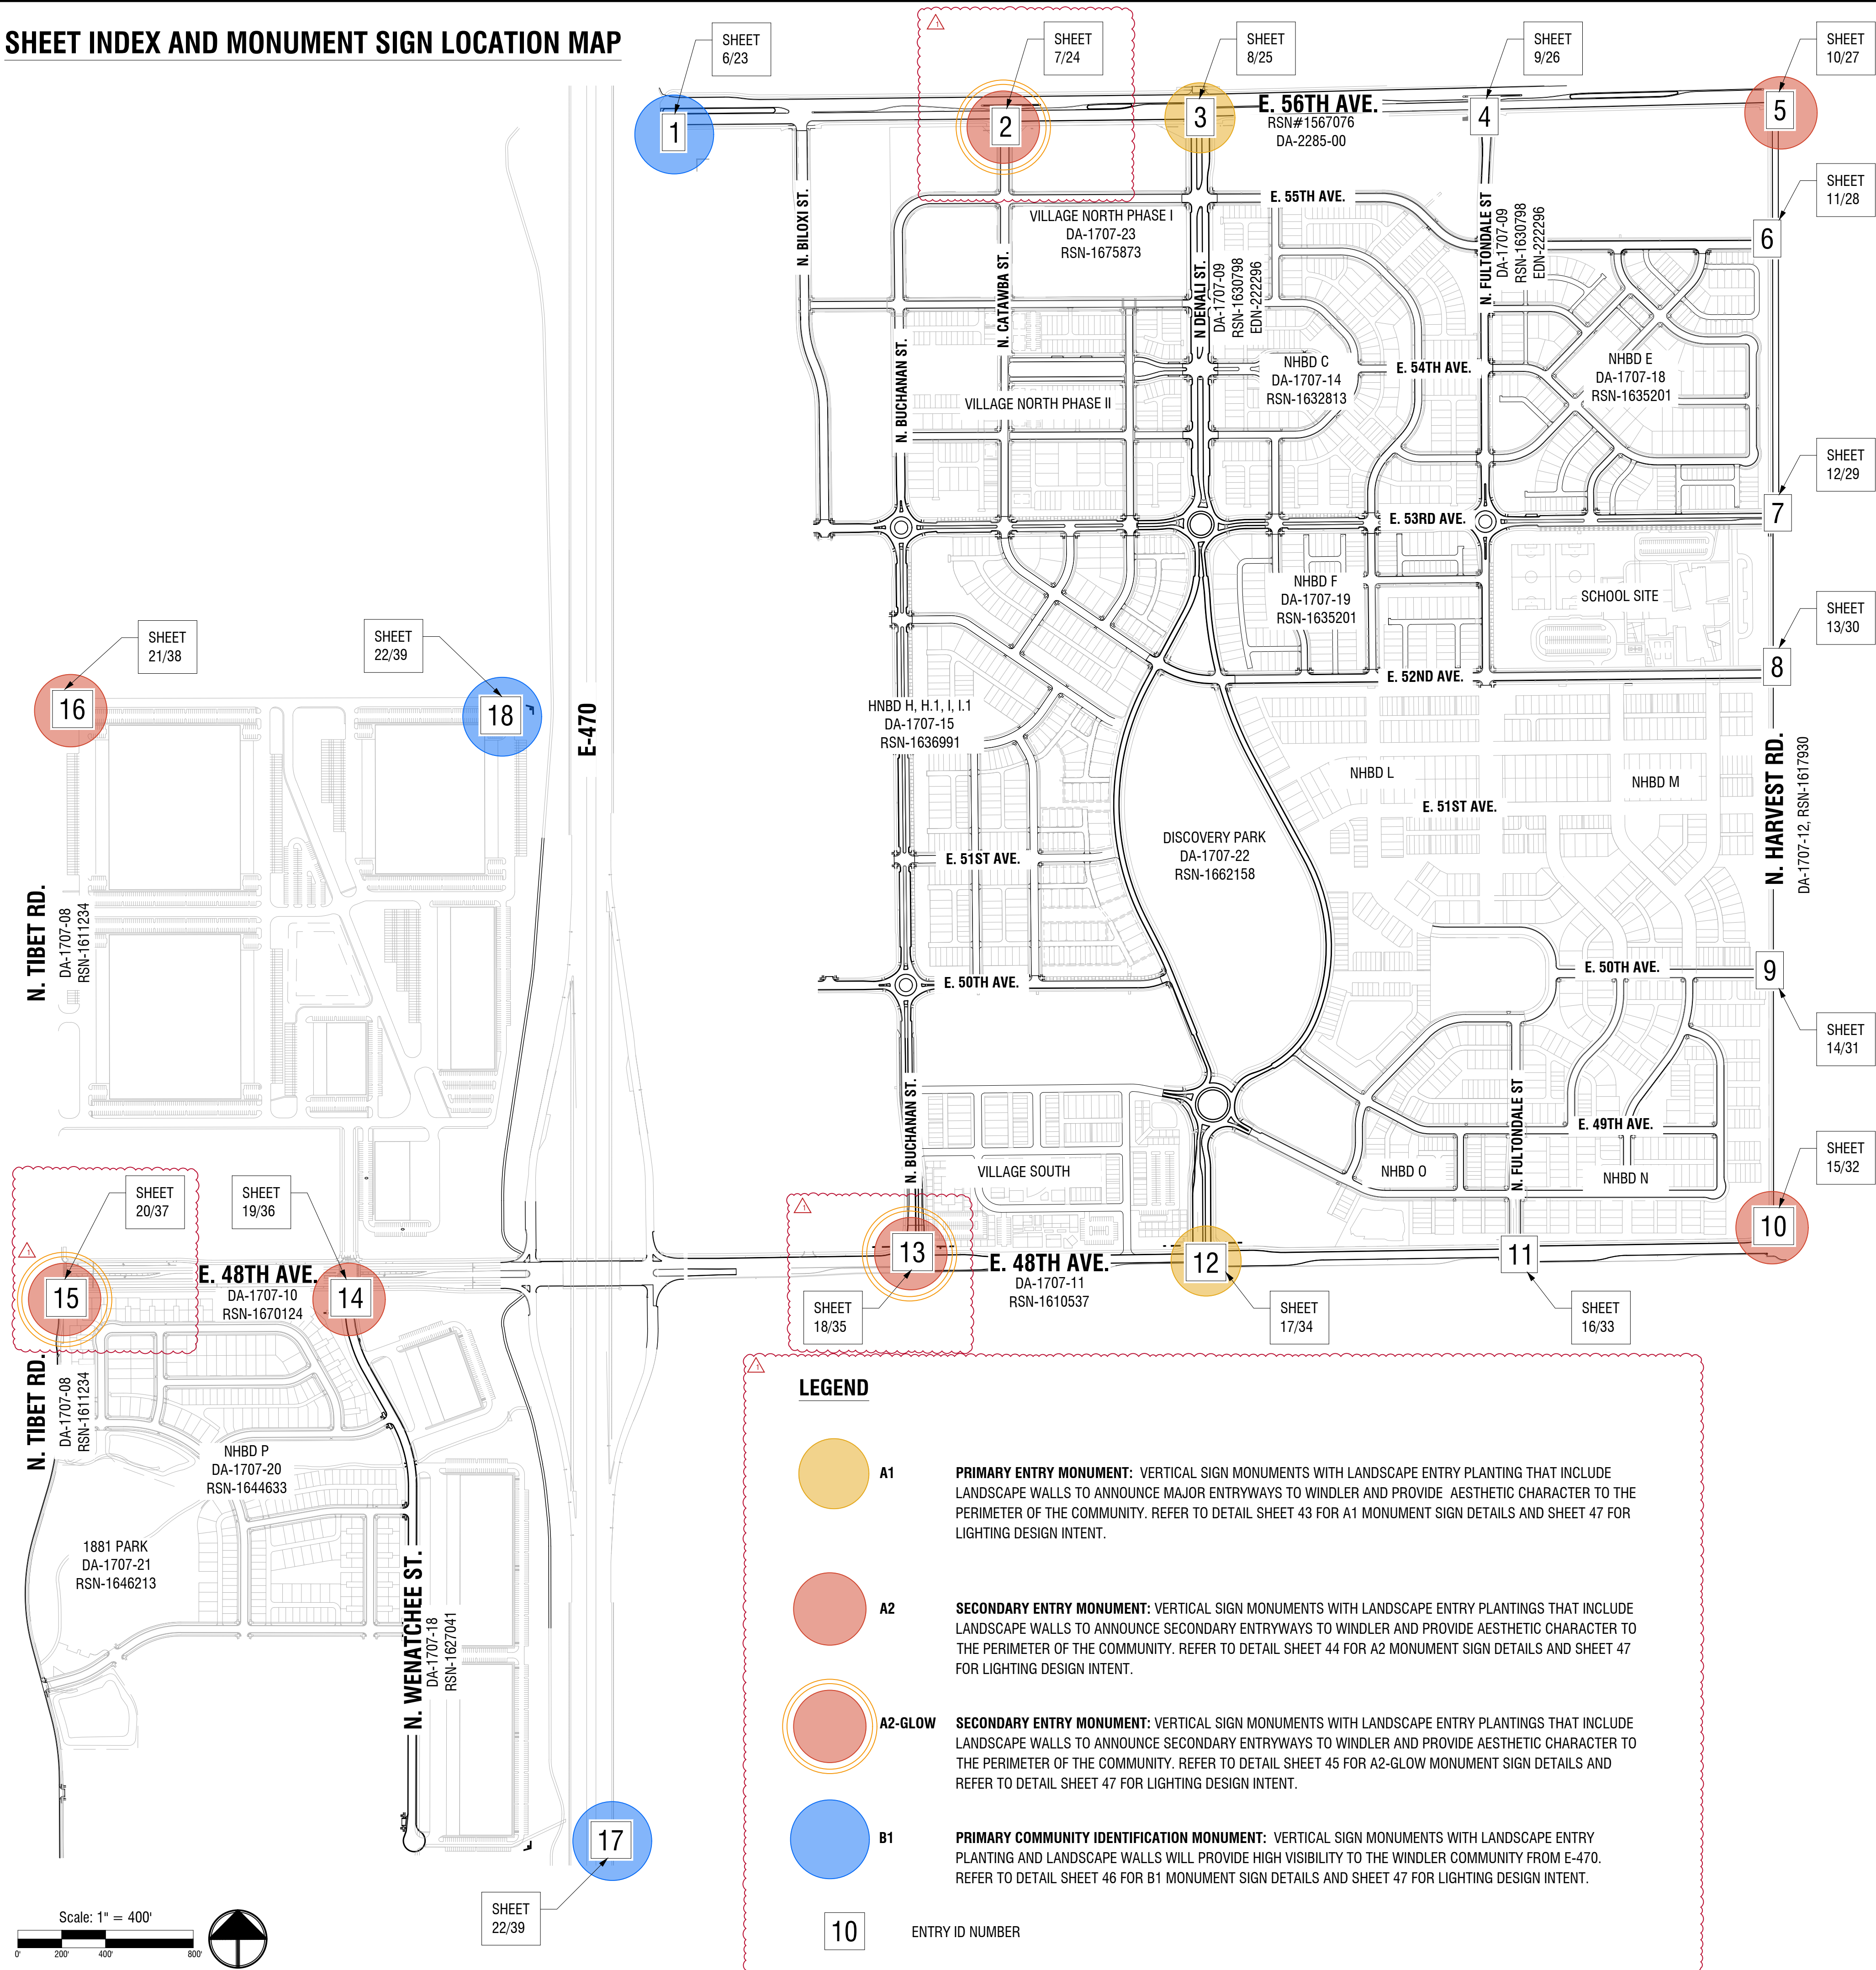 SHEET INDEX AND MONUMENT SIGN LOCATION MAP
SHEET
6/23
1
SHEET
7/24
1
2
SHEET
8/25
3
E. 56TH AVE.
RSN#1567076
DA-2285-00
SHEET
9/26
4
SHEET
10/27
5
SHEET
11/28
6
N. BILOXI ST.
VILLAGE NORTH PHASE I
DA-1707-23
RSN-1675873
E. 55TH AVE.
N. CATAWBA ST.
N DENALI ST.
DA-1707-09
RSN-1630798
EDN-222296
N. FULTONDALE ST
DA-1707-09
RSN-1630798
EDN-222296
N. BUCHANAN ST.
VILLAGE NORTH PHASE II
NHBD C
DA-1707-14
RSN-1632813
E. 54TH AVE.
NHBD E
DA-1707-18
RSN-1635201
SHEET
12/29
7
E. 53RD AVE.
NHBD F
DA-1707-19
RSN-1635201
SCHOOL SITE
SHEET
13/30
8
E. 52ND AVE.
SHEET
21/38
16
SHEET
22/39
18
E-470
HNBD H, H.1, I, I.1
DA-1707-15
RSN-1636991
NHBD L
NHBD M
E. 51ST AVE.
N. HARVEST RD.
DA-1707-12, RSN-1617930
DISCOVERY PARK
DA-1707-22
RSN-1662158
E. 51ST AVE.
N. TIBET RD.
DA-1707-08
RSN-1611234
E. 50TH AVE.
E. 50TH AVE.
9
SHEET
14/31
N. BUCHANAN ST.
N. FULTONDALE ST
E. 49TH AVE.
VILLAGE SOUTH
NHBD O
NHBD N
SHEET
15/32
10
SHEET
20/37
1
15
SHEET
19/36
14
E. 48TH AVE.
DA-1707-10
RSN-1670124
1
13
SHEET
18/35
E. 48TH AVE.
DA-1707-11
RSN-1610537
12
SHEET
17/34
11
SHEET
16/33
N. TIBET RD.
DA-1707-08
RSN-1611234
NHBD P
DA-1707-20
RSN-1644633
1881 PARK
DA-1707-21
RSN-1646213
N. WENATCHEE ST.
DA-1707-18
RSN-1627041
17
SHEET
22/39
Scale: 1" = 400'
0' 200' 400' 800'
1
LEGEND
A1 PRIMARY ENTRY MONUMENT: VERTICAL SIGN MONUMENTS WITH LANDSCAPE ENTRY PLANTING THAT INCLUDE
LANDSCAPE WALLS TO ANNOUNCE MAJOR ENTRYWAYS TO WINDLER AND PROVIDE AESTHETIC CHARACTER TO THE
PERIMETER OF THE COMMUNITY. REFER TO DETAIL SHEET 43 FOR A1 MONUMENT SIGN DETAILS AND SHEET 47 FOR
LIGHTING DESIGN INTENT.
A2 SECONDARY ENTRY MONUMENT: VERTICAL SIGN MONUMENTS WITH LANDSCAPE ENTRY PLANTINGS THAT INCLUDE
LANDSCAPE WALLS TO ANNOUNCE SECONDARY ENTRYWAYS TO WINDLER AND PROVIDE AESTHETIC CHARACTER TO
THE PERIMETER OF THE COMMUNITY. REFER TO DETAIL SHEET 44 FOR A2 MONUMENT SIGN DETAILS AND SHEET 47
FOR LIGHTING DESIGN INTENT.
A2-GLOW SECONDARY ENTRY MONUMENT: VERTICAL SIGN MONUMENTS WITH LANDSCAPE ENTRY PLANTINGS THAT INCLUDE
LANDSCAPE WALLS TO ANNOUNCE SECONDARY ENTRYWAYS TO WINDLER AND PROVIDE AESTHETIC CHARACTER TO
THE PERIMETER OF THE COMMUNITY. REFER TO DETAIL SHEET 45 FOR A2-GLOW MONUMENT SIGN DETAILS AND
REFER TO DETAIL SHEET 47 FOR LIGHTING DESIGN INTENT.
B1 PRIMARY COMMUNITY IDENTIFICATION MONUMENT: VERTICAL SIGN MONUMENTS WITH LANDSCAPE ENTRY
PLANTING AND LANDSCAPE WALLS WILL PROVIDE HIGH VISIBILITY TO THE WINDLER COMMUNITY FROM E-470.
REFER TO DETAIL SHEET 46 FOR B1 MONUMENT SIGN DETAILS AND SHEET 47 FOR LIGHTING DESIGN INTENT.
10 ENTRY ID NUMBER